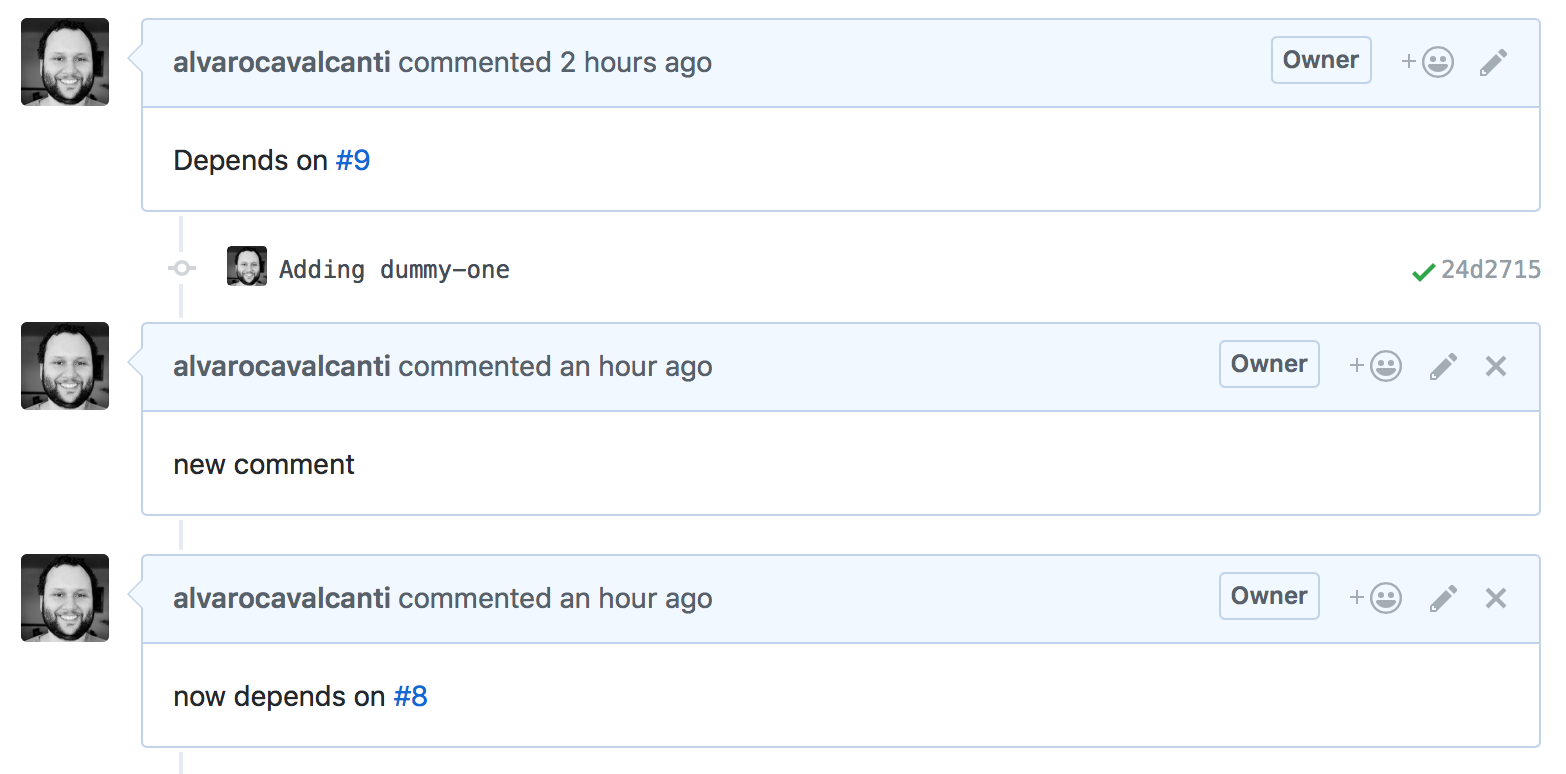 alvarocavalcanti commented 2 hours ago Owner
Depends on #9
Adding dummy-one 24d2715
alvarocavalcanti commented an hour ago Owner
new comment
alvarocavalcanti commented an hour ago Owner
now depends on #8